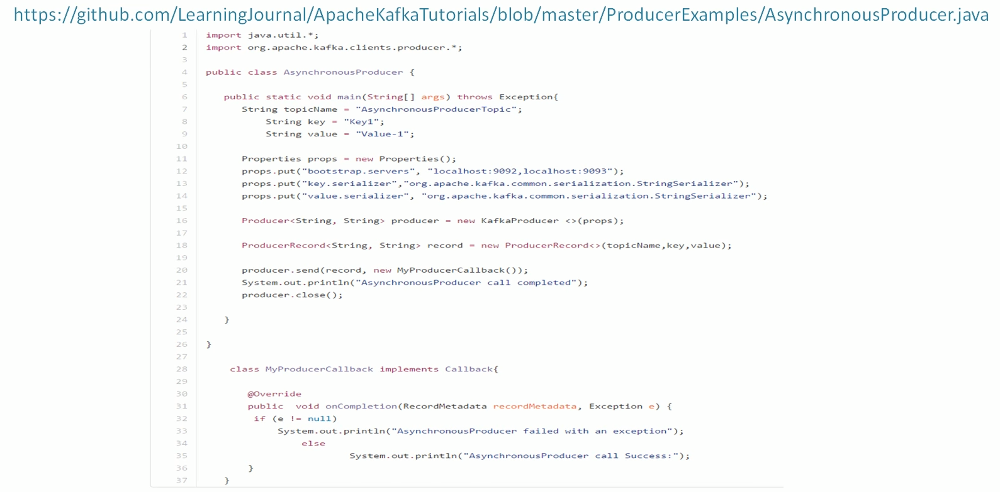 https://github.com/LearningJournal/ApacheKafkaTutorials/blob/master/ProducerExamples/AsynchronousProducer.java
1 import java.util.*;
2 import org.apache.kafka.clients.producer.*;
3
4 public class AsynchronousProducer {
5
6 public static void main(String[] args) throws Exception{
7 String topicName = "AsynchronousProducerTopic";
8 String key = "Key1";
9 String value = "Value-1";
10
11 Properties props = new Properties();
12 props.put("bootstrap.servers", "localhost:9092,localhost:9093");
13 props.put("key.serializer","org.apache.kafka.common.serialization.StringSerializer");
14 props.put("value.serializer", "org.apache.kafka.common.serialization.StringSerializer");
15
16 Producer<String, String> producer = new KafkaProducer <>(props);
17
18 ProducerRecord<String, String> record = new ProducerRecord<>(topicName,key,value);
19
20 producer.send(record, new MyProducerCallback());
21 System.out.println("AsynchronousProducer call completed");
22 producer.close();
23
24 }
25
26 }
27
28 class MyProducerCallback implements Callback{
29
30 @Override
31 public  void onCompletion(RecordMetadata recordMetadata, Exception e) {
32 if (e != null)
33 System.out.println("AsynchronousProducer failed with an exception");
34 else
35 System.out.println("AsynchronousProducer call Success:");
36 }
37 }